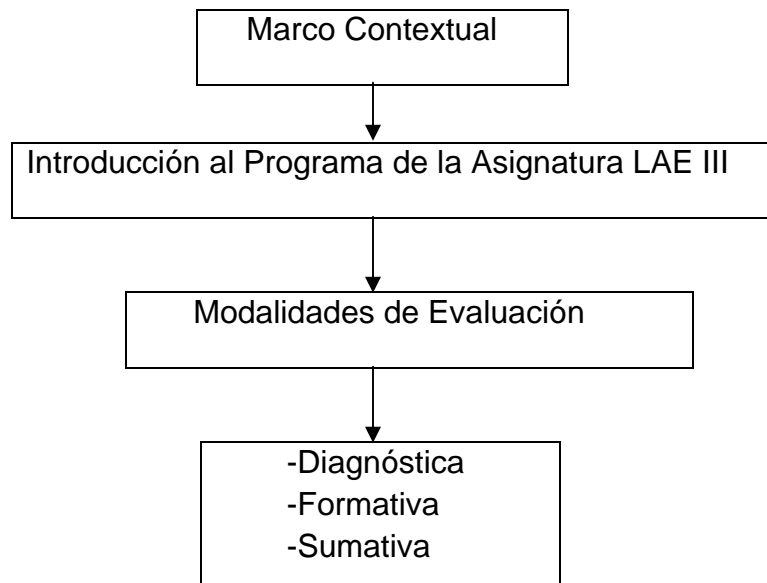 Marco Contextual
Introducción al Programa de la Asignatura LAE III
Modalidades de Evaluación
-Diagnóstica
-Formativa
-Sumativa